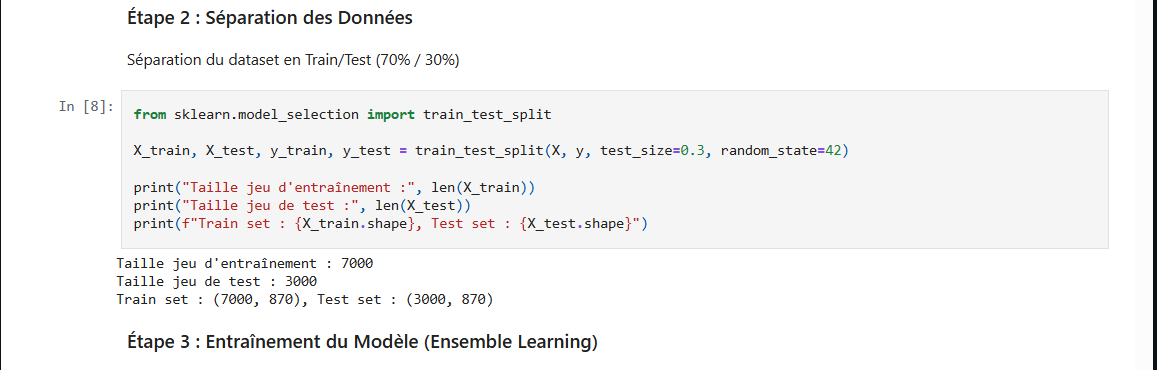 Étape 2 : Séparation des Données
Séparation du dataset en Train/Test (70% / 30%)
In [8]:
from sklearn.model_selection import train_test_split
X_train, X_test, y_train, y_test = train_test_split(X, y, test_size=0.3, random_state=42)
print("Taille jeu d'entraînement :", len(X_train))
print("Taille jeu de test :", len(X_test))
print(f"Train set : {X_train.shape}, Test set : {X_test.shape}")
Taille jeu d'entraînement : 7000
Taille jeu de test : 3000
Train set : (7000, 870), Test set : (3000, 870)
Étape 3 : Entraînement du Modèle (Ensemble Learning)